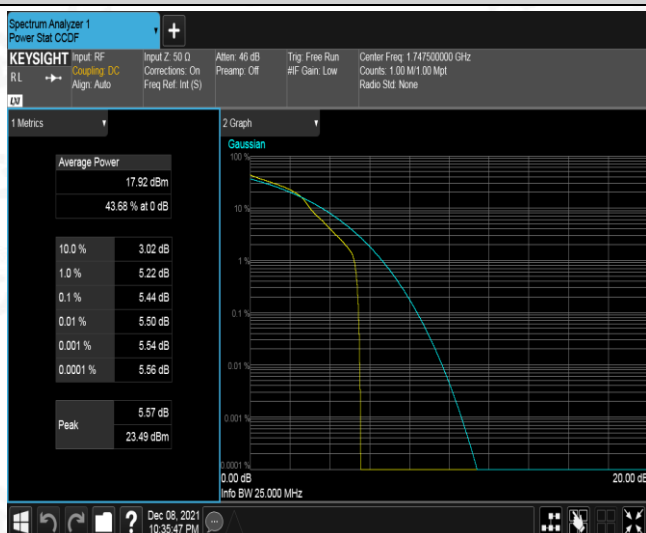 Spectrum Analyzer 1
Power Stat CCDF
+
KEYSIGHT
RL
LXI
Input: RF
Coupling: DC
Align: Auto
Input Z: 50 Ω
Corrections: On
Freq Ref: Int (S)
Atten: 46 dB
Preamp: Off
Trig: Free Run
#IF Gain: Low
Center Freq: 1.747500000 GHz
Counts: 1.00 M/1.00 Mpt
Radio Std: None
1 Metrics
Average Power
17.92 dBm
43.68 % at 0 dB
10.0 % 3.02 dB
1.0 % 5.22 dB
0.1 % 5.44 dB
0.01 % 5.50 dB
0.001 % 5.54 dB
0.0001 % 5.56 dB
Peak
5.57 dB
23.49 dBm
2 Graph
Gaussian
100 %
10 %
1 %
0.1 %
0.01 %
0.001 %
0.0001 %
0.00 dB 20.00 dB
Info BW 25.000 MHz
?
Dec 08, 2021
10:35:47 PM